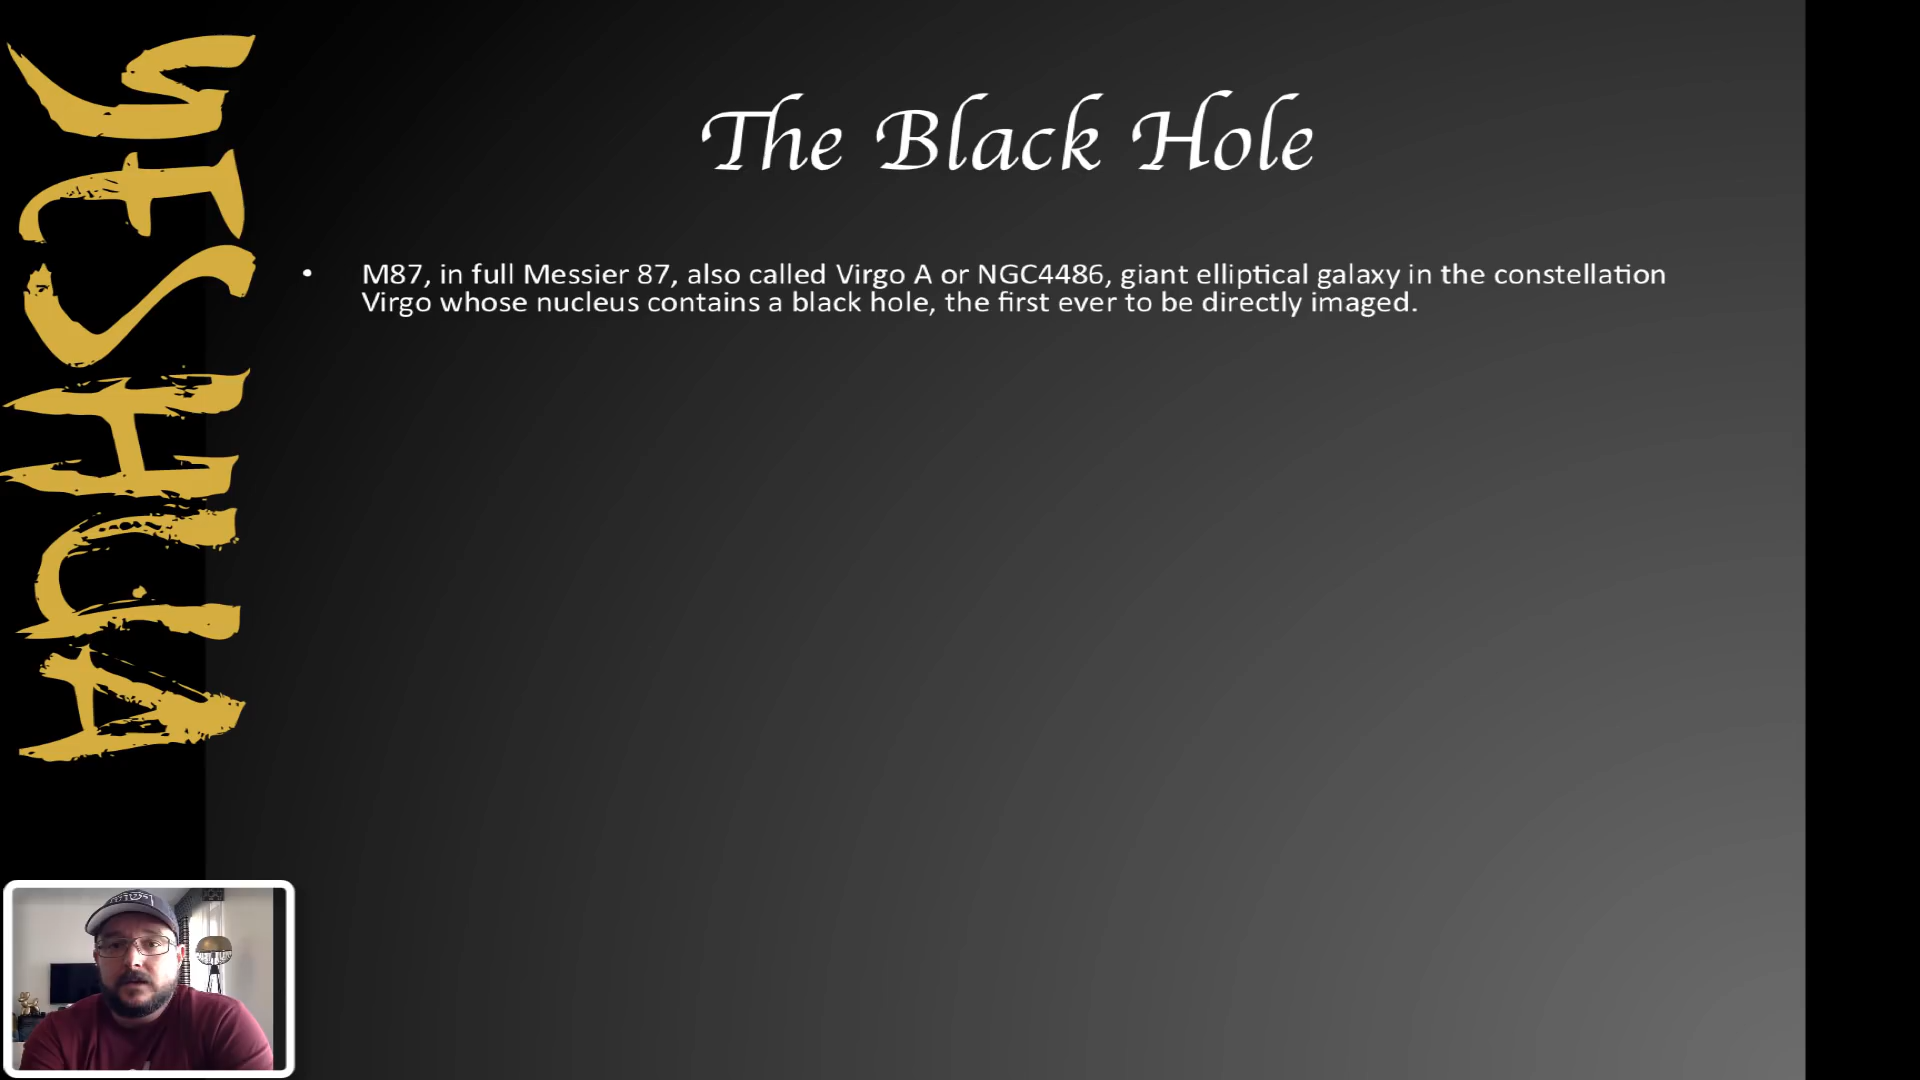 YESHUA
The Black Hole
• M87, in full Messier 87, also called Virgo A or NGC4486, giant elliptical galaxy in the constellation
Virgo whose nucleus contains a black hole, the first ever to be directly imaged.